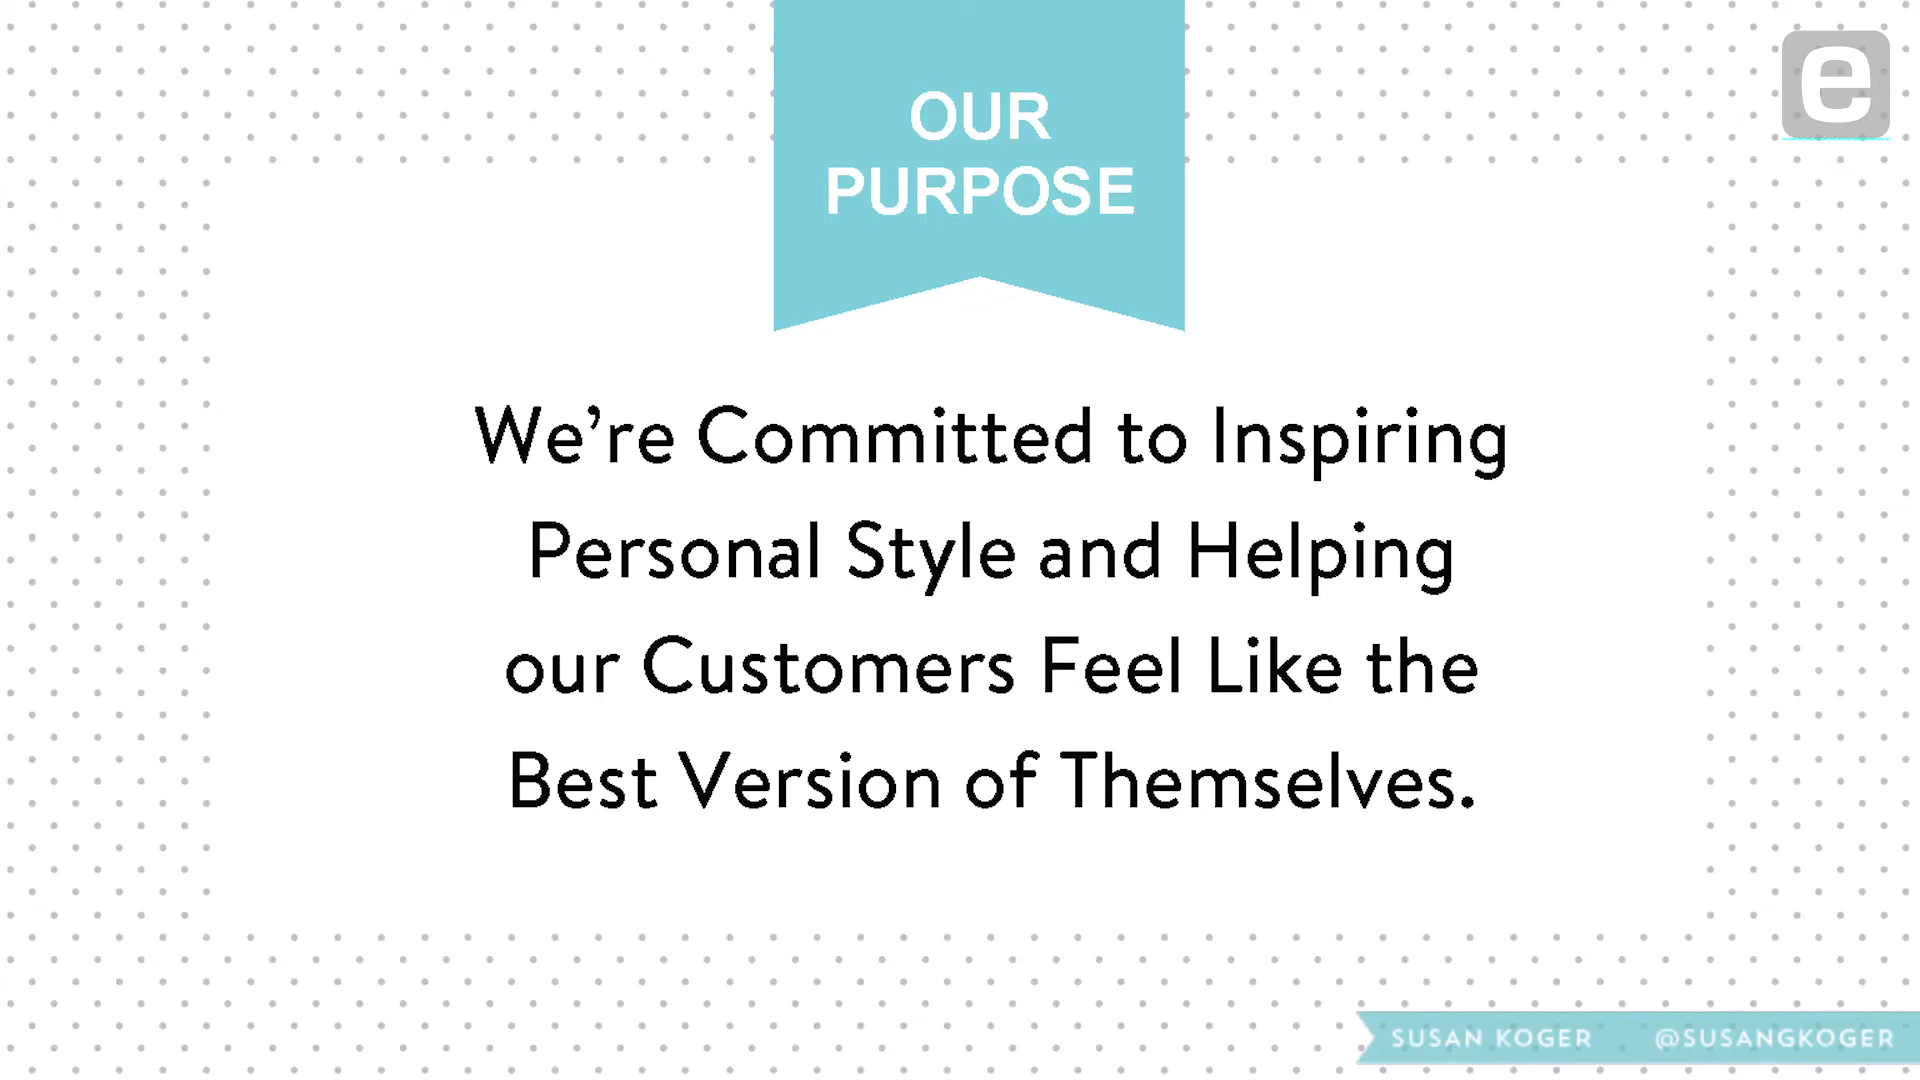 e
OUR
PURPOSE
We’re Committed to Inspiring
Personal Style and Helping
our Customers Feel Like the
Best Version of Themselves.
SUSAN KOGER @SUSANGKOGER